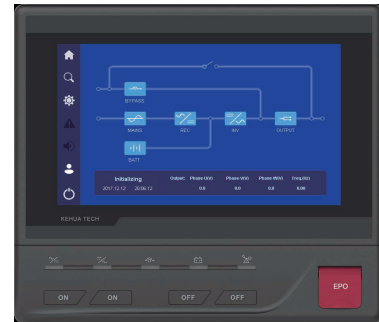 BYPASS
MAINS REC INV OUTPUT
BATT
Initializing Output: Phase U(V) Phase V(V) Phase W(V) Freq.(Hz)
2017.12.12 20:06:12 0.0 0.0 0.0 0.00
KEHUA TECH
ON ON OFF OFF
EPO